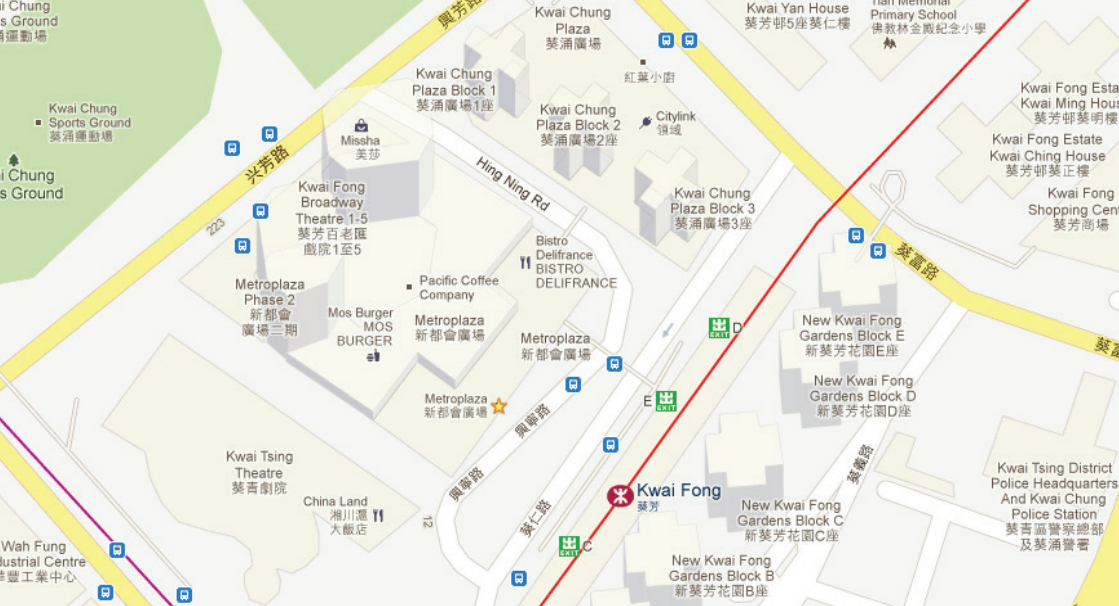 Kwai Chung
s Ground
涌運動場
興芳路
Kwai Chung
Plaza
葵涌廣場
Kwai Yan House
葵芳邨5座葵仁樓
Primary School
佛教林金殿紀念小學
Kwai Chung
Plaza Block 1
葵涌廣場1座
紅葉小廚
Kwai Fong Esta
Kwai Ming Hous
葵芳邨葵明樓
Kwai Chung
Sports Ground
葵涌運動場
Kwai Chung
Plaza Block 2
葵涌廣場2座
Citylink
領域
Missha
美莎
Kwai Fong Estate
Kwai Ching House
葵芳邨葵正樓
兴芳路
i Chung
s Ground
Hing Ning Rd
Kwai Fong
Broadway
Theatre 1-5
葵芳百老匯
戲院1至5
Kwai Chung
Plaza Block 3
葵涌廣場3座
Kwai Fong
Shopping Cen
葵芳商場
223
Bistro
Delifrance
BISTRO
DELIFRANCE
葵富路
Metroplaza
Phase 2
新都會
廣場二期
Pacific Coffee
Company
Mos Burger
MOS
BURGER
Metroplaza
新都會廣場
Metroplaza
新都會廣場
出
EXIT
D
New Kwai Fong
Gardens Block E
新葵芳花園E座
葵富
Metroplaza
新都會廣場
E
出
EXIT
New Kwai Fong
Gardens Block D
新葵芳花園D座
興寧路
Kwai Tsing
Theatre
葵青劇院
興寧路
葵義路
Kwai Tsing District
Police Headquarters
And Kwai Chung
Police Station
葵青區警察總部
及葵涌警署
China Land
湘川滬
大飯店
Kwai Fong
葵芳
12
葵仁路
New Kwai Fong
Gardens Block C
新葵芳花園C座
Wah Fung
dustrial Centre
華豐工業中心
出
EXIT
C
New Kwai Fong
Gardens Block B
新葵芳花園B座